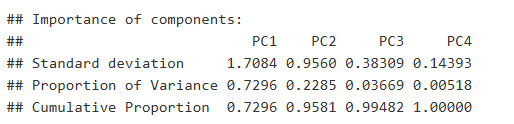 ## Importance of components:
##                           PC1    PC2     PC3     PC4
## Standard deviation     1.7084 0.9560 0.38309 0.14393
## Proportion of Variance 0.7296 0.2285 0.03669 0.00518
## Cumulative Proportion  0.7296 0.9581 0.99482 1.00000